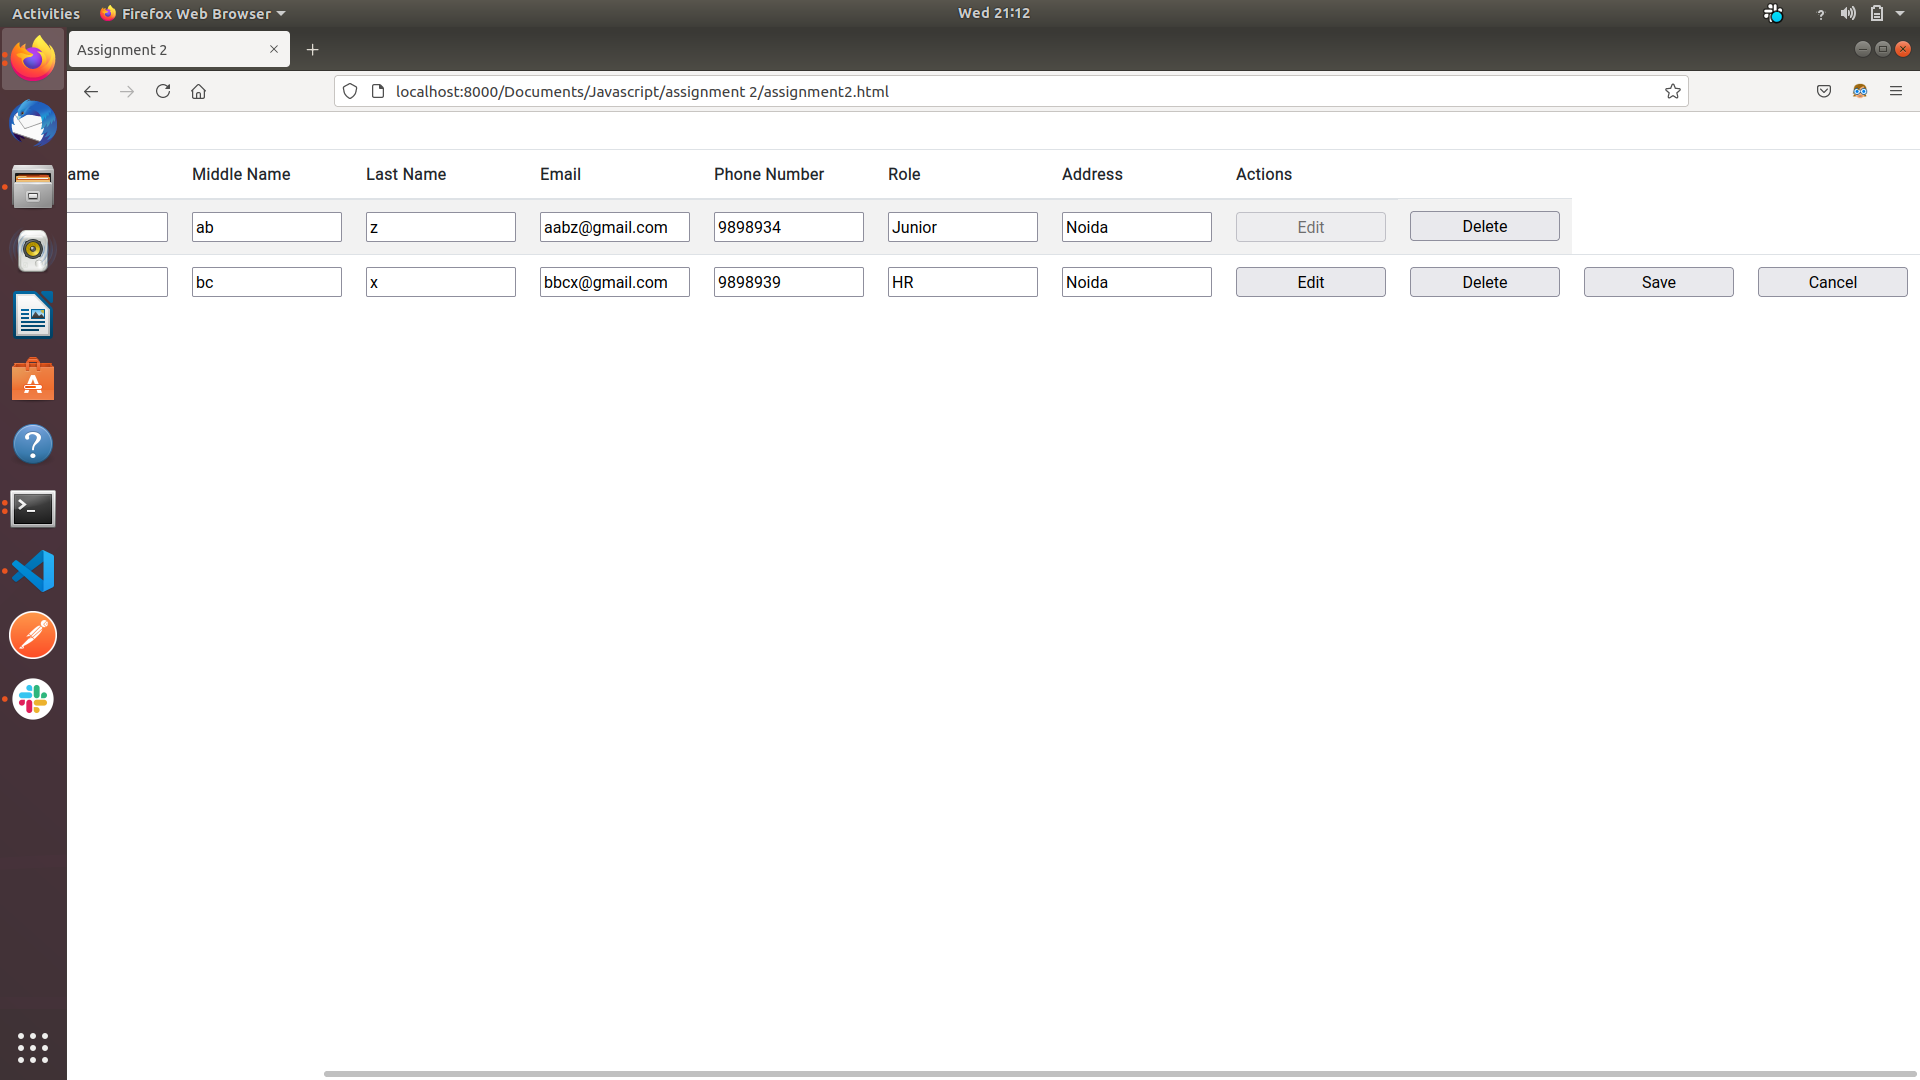 Activities Firefox Web Browser Wed 21:12 ?
Assignment 2
localhost:8000/Documents/Javascript/assignment 2/assignment2.html
ame Middle Name Last Name Email Phone Number Role Address Actions
ab z aabz@gmail.com 9898934 Junior Noida Edit Delete
bc x bbcx@gmail.com 9898939 HR Noida Edit Delete Save Cancel